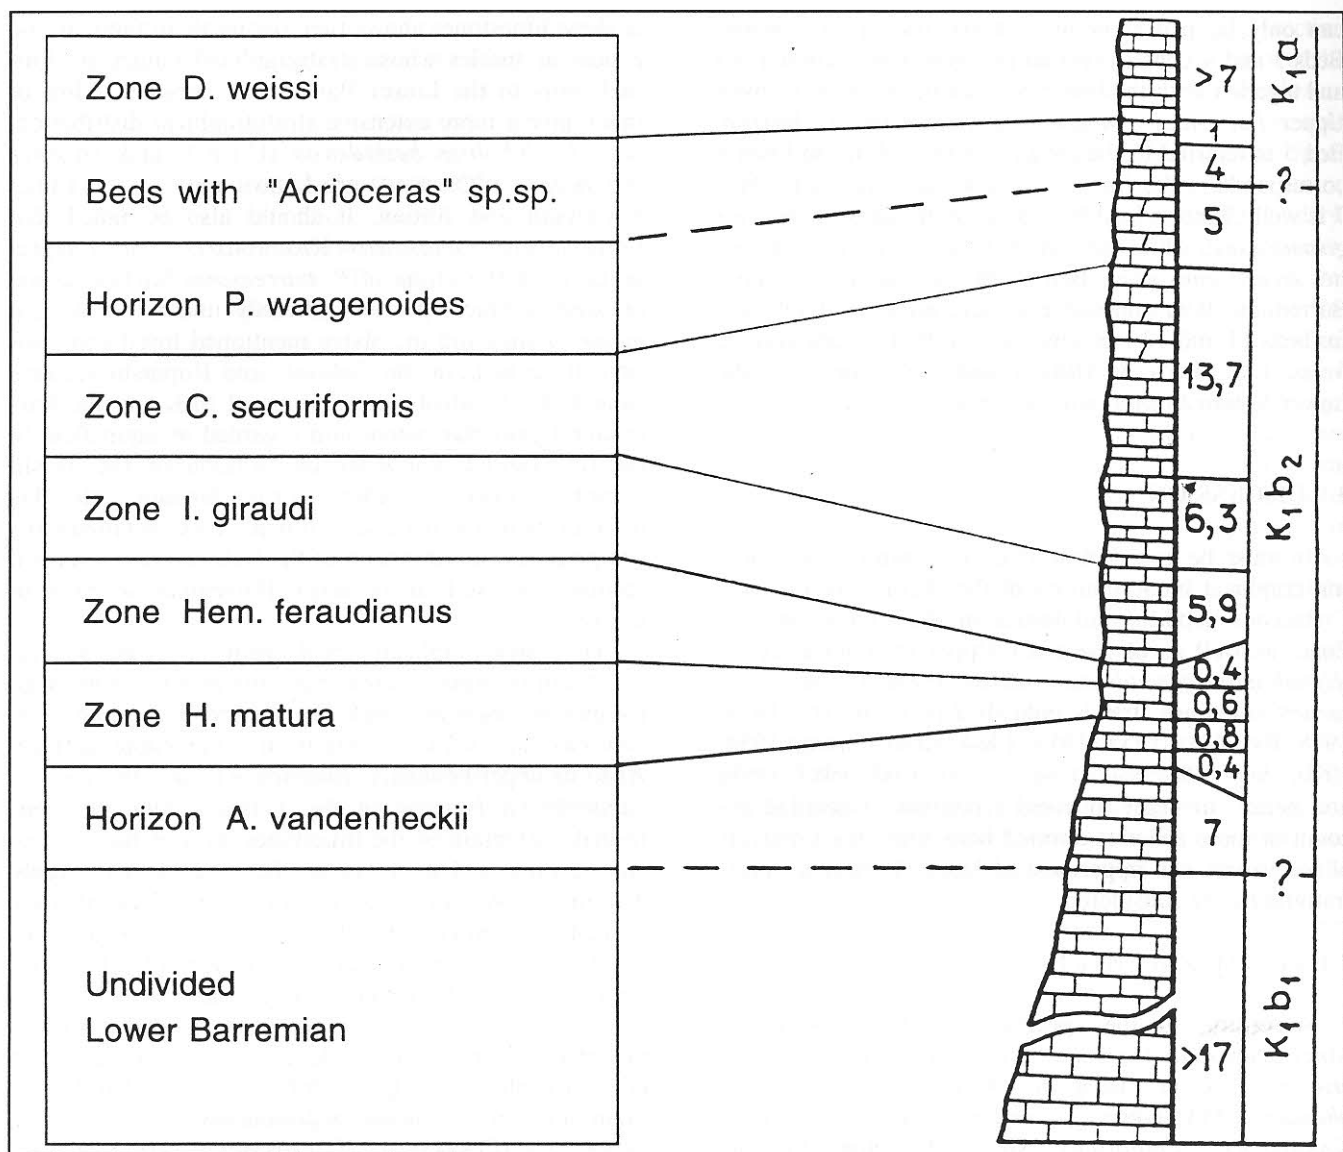 Zone D. weissi
Beds with "Acrioceras" sp.sp.
Horizon P. waagenoides
Zone C. securiformis
Zone I. giraudi
Zone Hem. feraudianus
Zone H. matura
Horizon A. vandenheckii
Undivided
Lower Barremian
>7
1
4
5
13,7
6,3
5,9
0,4
0,6
0,8
0,4
7
>17
K₁a
?
K₁b₂
?
K₁b₁